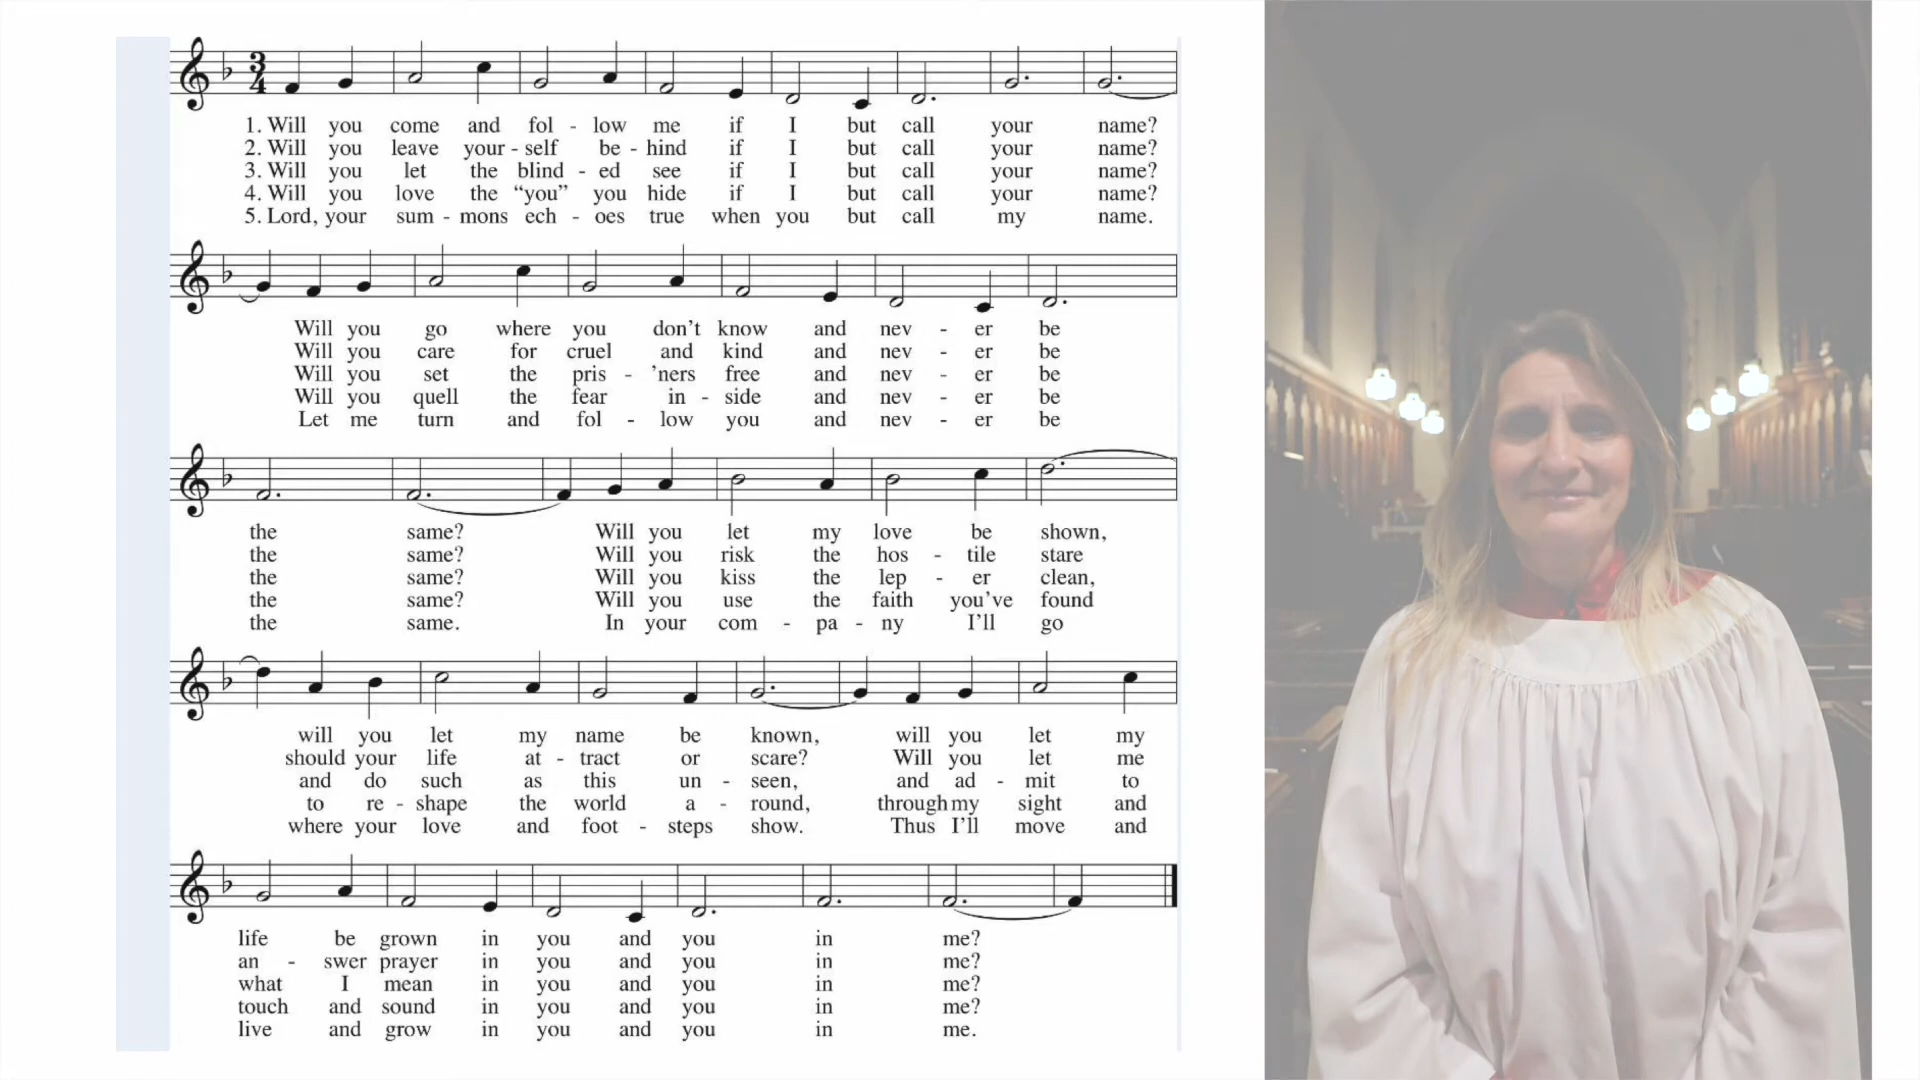 3
4
1. Will you come and fol - low me if I but call your name?
2. Will you leave your - self be - hind if I but call your name?
3. Will you let the blind - ed see if I but call your name?
4. Will you love the “you” you hide if I but call your name?
5. Lord, your sum - mons ech - oes true when you but call my name.
Will you go where you don’t know and nev - er be
Will you care for cruel and kind and nev - er be
Will you set the pris - ’ners free and nev - er be
Will you quell the fear in - side and nev - er be
Let me turn and fol - low you and nev - er be
the same? Will you let my love be shown,
the same? Will you risk the hos - tile stare
the same? Will you kiss the lep - er clean,
the same? Will you use the faith you’ve found
the same. In your com - pa - ny I’ll go
will you let my name be known, will you let my
should your life at - tract or scare? Will you let me
and do such as this un - seen, and ad - mit to
to re - shape the world a - round, through my sight and
where your love and foot - steps show. Thus I’ll move and
life be grown in you and you in me?
an - swer prayer in you and you in me?
what I mean in you and you in me?
touch and sound in you and you in me?
live and grow in you and you in me.